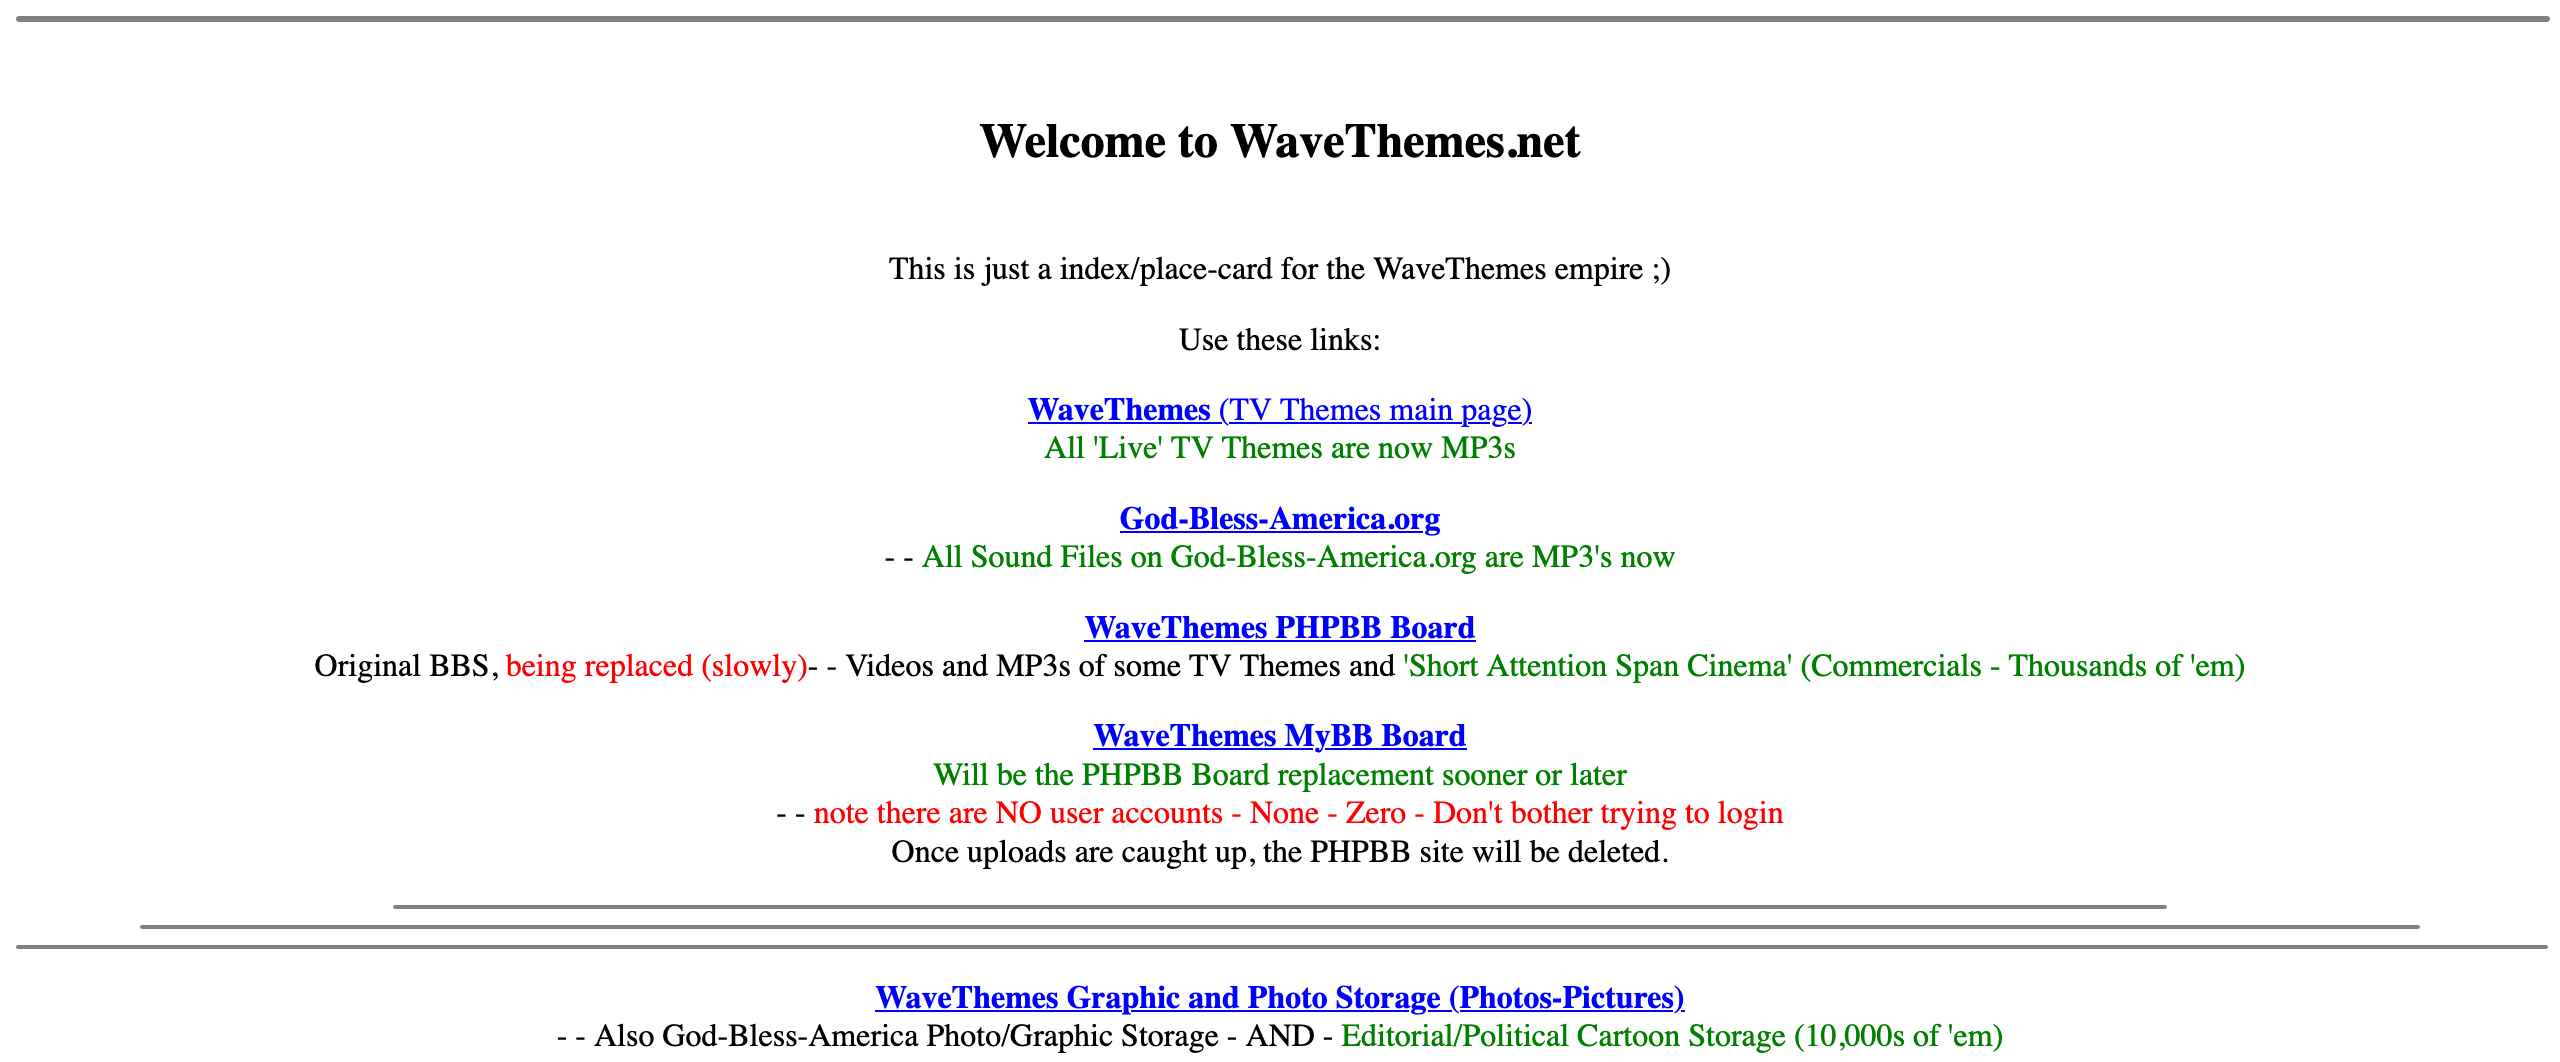 Welcome to WaveThemes.net
This is just a index/place-card for the WaveThemes empire ;)
Use these links:
WaveThemes (TV Themes main page)
All 'Live' TV Themes are now MP3s
God-Bless-America.org
- - All Sound Files on God-Bless-America.org are MP3's now
WaveThemes PHPBB Board
Original BBS, being replaced (slowly)- - Videos and MP3s of some TV Themes and 'Short Attention Span Cinema' (Commercials - Thousands of 'em)
WaveThemes MyBB Board
Will be the PHPBB Board replacement sooner or later
- - note there are NO user accounts - None - Zero - Don't bother trying to login
Once uploads are caught up, the PHPBB site will be deleted.
WaveThemes Graphic and Photo Storage (Photos-Pictures)
- - Also God-Bless-America Photo/Graphic Storage - AND - Editorial/Political Cartoon Storage (10,000s of 'em)